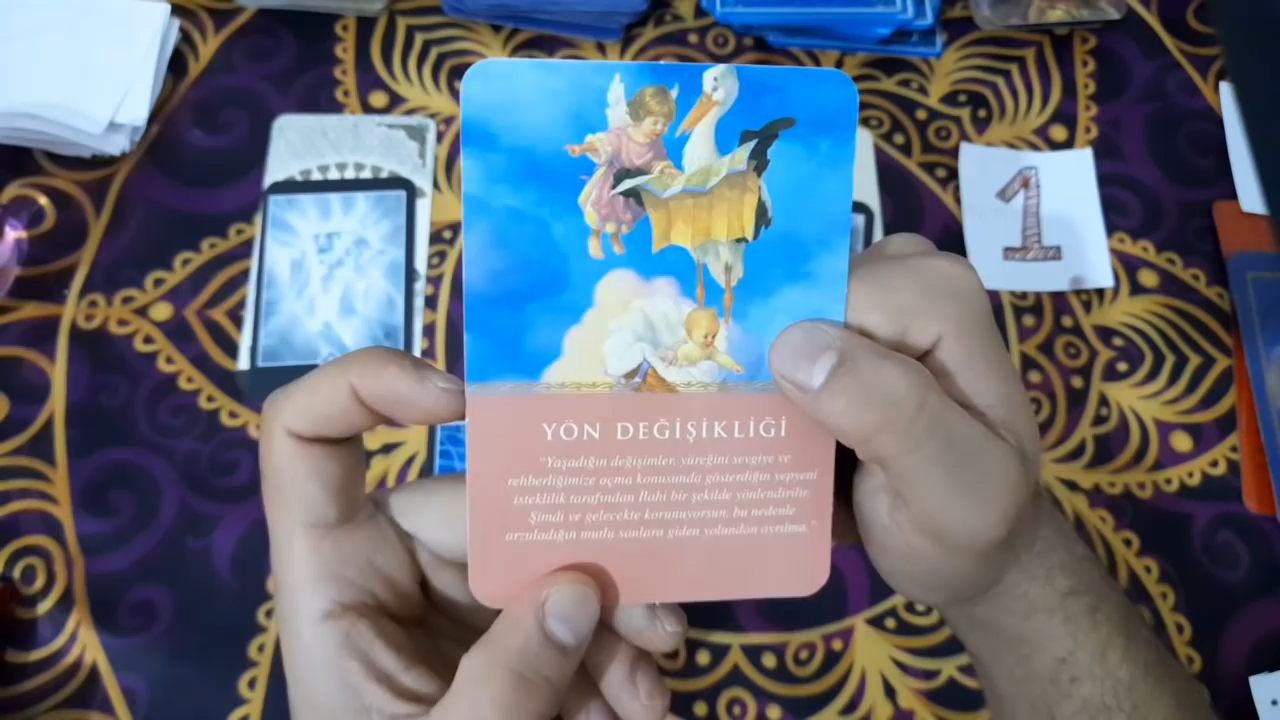 1
YÖN DEĞİŞİKLİĞİ
"Yaşadığın değişimler, yüreğini sevgiye ve
rehberliğimize açma konusunda gösterdiğin yepyeni
isteklilik tarafından İlahi bir şekilde yönlendirilir.
Şimdi ve gelecekte korunuyorsun, bu nedenle
arzuladığın mutlu sonlara giden yolundan ayrılma."